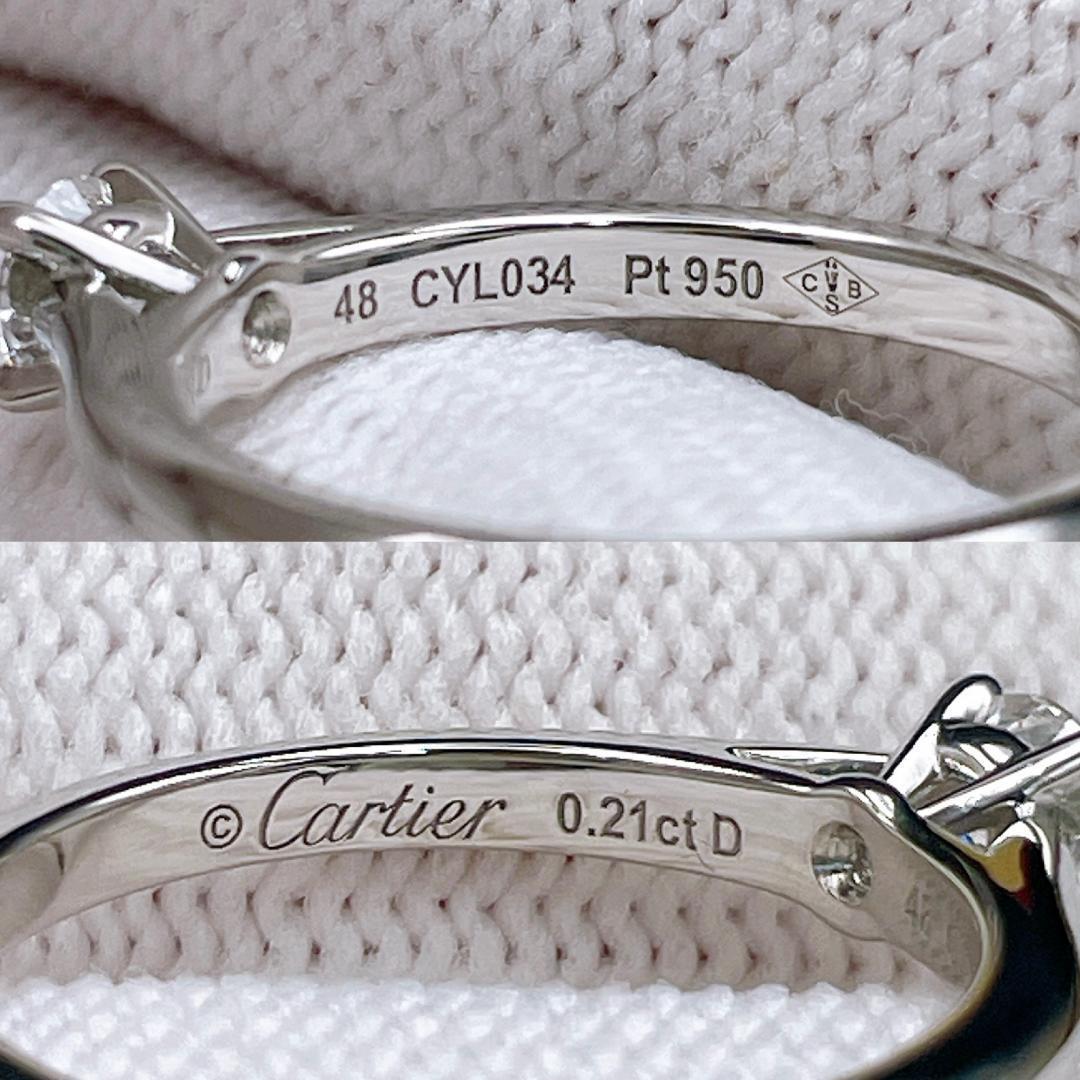 48 CYL034 Pt 950 C W B
S
© Cartier 0.21ct D